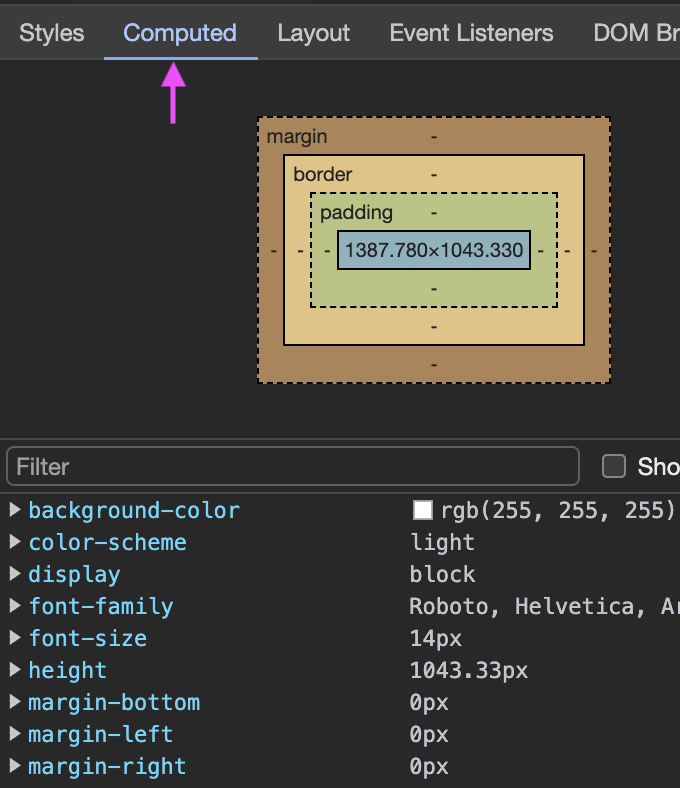 Styles Computed Layout Event Listeners DOM Br
margin -
border -
padding -
- - - 1387.780×1043.330 - - -
-
-
-
Filter Sho
background-color rgb(255, 255, 255)
color-scheme light
display block
font-family Roboto, Helvetica, Ar
font-size 14px
height 1043.33px
margin-bottom 0px
margin-left 0px
margin-right 0px